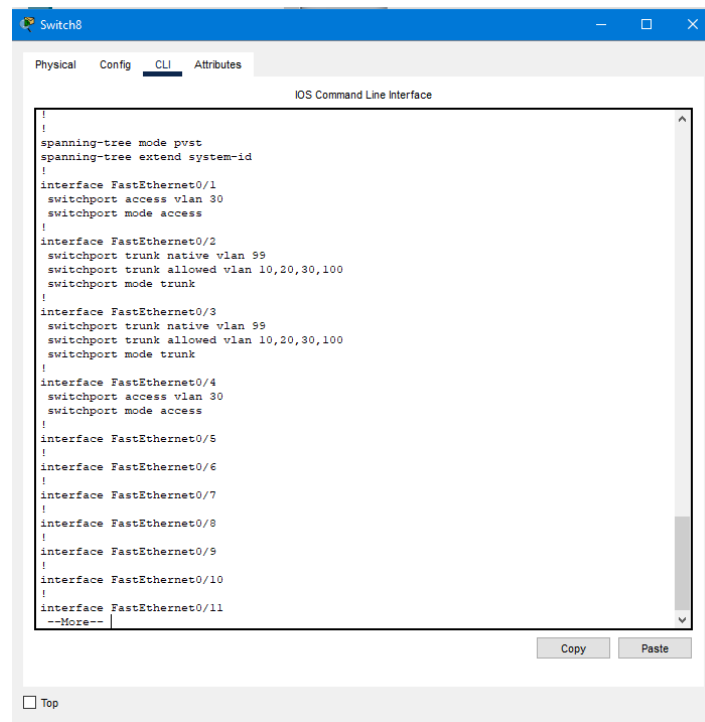 Switch8
Physical Config CLI Attributes
IOS Command Line Interface
!
!
spanning-tree mode pvst
spanning-tree extend system-id
!
interface FastEthernet0/1
switchport access vlan 30
switchport mode access
!
interface FastEthernet0/2
switchport trunk native vlan 99
switchport trunk allowed vlan 10,20,30,100
switchport mode trunk
!
interface FastEthernet0/3
switchport trunk native vlan 99
switchport trunk allowed vlan 10,20,30,100
switchport mode trunk
!
interface FastEthernet0/4
switchport access vlan 30
switchport mode access
!
interface FastEthernet0/5
!
interface FastEthernet0/6
!
interface FastEthernet0/7
!
interface FastEthernet0/8
!
interface FastEthernet0/9
!
interface FastEthernet0/10
!
interface FastEthernet0/11
--More--
Copy Paste
Top